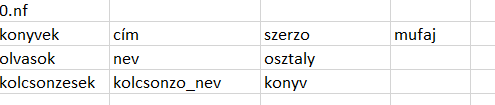 0.nf
konyvek cím szerzo mufaj
olvasok nev osztaly
kolcsonzesek kolcsonzo_nev konyv